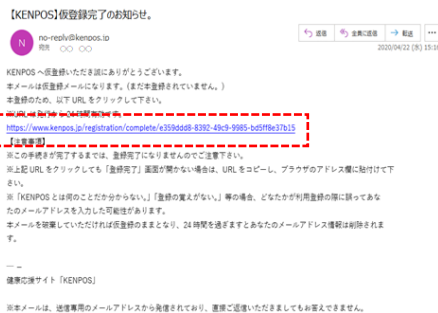 【KENPOS】仮登録完了のお知らせ。
N
no-reply@kenpos.jp
宛先 ○○ ○○
返信 全員に返信 転送 …
2020/04/22 (水) 15:10
KENPOS へ仮登録いただき誠にありがとうございます。
本メールは仮登録メールになります。(まだ本登録されていません。)
本登録のため、以下 URL をクリックして下さい。
※URL は発行から 24 時間有効です。
https://www.kenpos.jp/registration/complete/e359ddd8-8392-49c9-9985-bd5ff8e37b15
【注意事項】
※この手続きが完了するまでは、登録完了になりませんのでご注意下さい。
※上記 URL をクリックしても「登録完了」画面が開かない場合は、URL をコピーし、ブラウザのアドレス欄に貼付けて下
さい。
※「KENPOS とは何のことだか分からない。」「登録の覚えがない。」等の場合、どなたかが利用登録の際に誤ってあな
たのメールアドレスを入力した可能性があります。
本メールを破棄していただければ仮登録のままとなり、24 時間を過ぎますとあなたのメールアドレス情報は削除されま
す。
健康応援サイト「KENPOS」
※本メールは、送信専用のメールアドレスから発信されており、直接ご返信いただきましてもお答えできません。